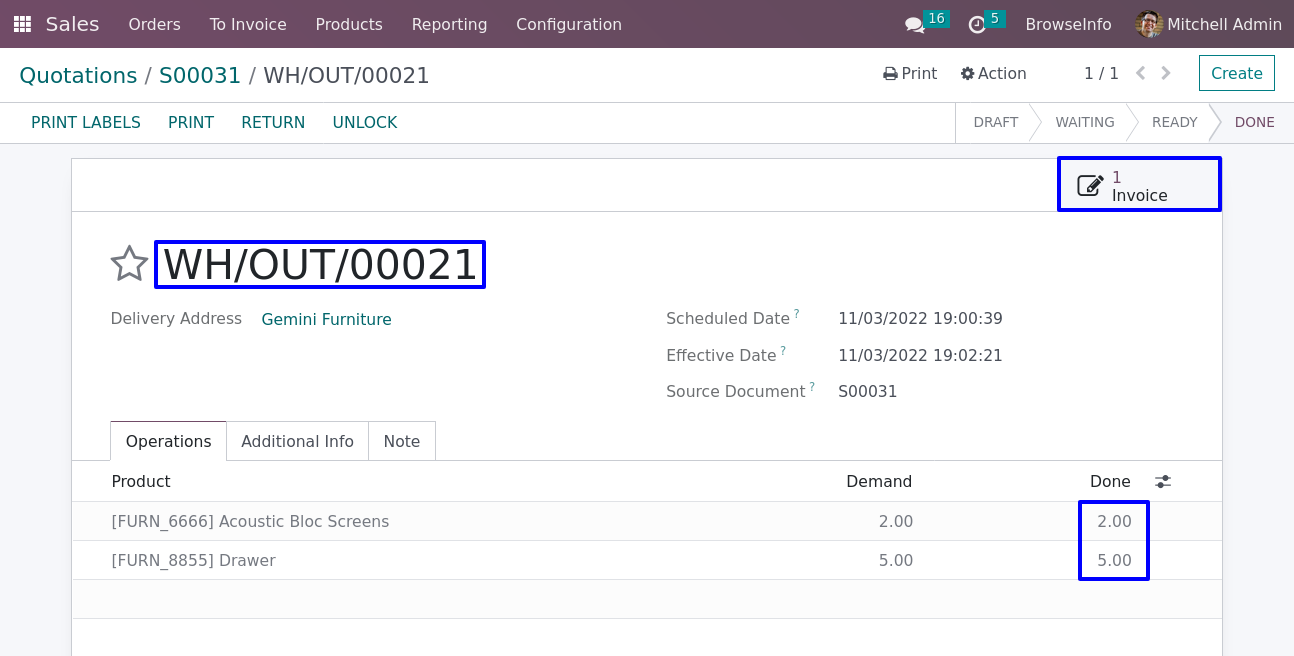 Sales Orders To Invoice Products Reporting Configuration 16 5 BrowseInfo Mitchell Admin
Quotations / S00031 / WH/OUT/00021 Print Action 1 / 1 Create
PRINT LABELS PRINT RETURN UNLOCK DRAFT WAITING READY DONE
1
Invoice
WH/OUT/00021
Delivery Address Gemini Furniture Scheduled Date ? 11/03/2022 19:00:39
Effective Date ? 11/03/2022 19:02:21
Source Document ? S00031
Operations Additional Info Note
Product Demand Done
[FURN_6666] Acoustic Bloc Screens 2.00 2.00
[FURN_8855] Drawer 5.00 5.00